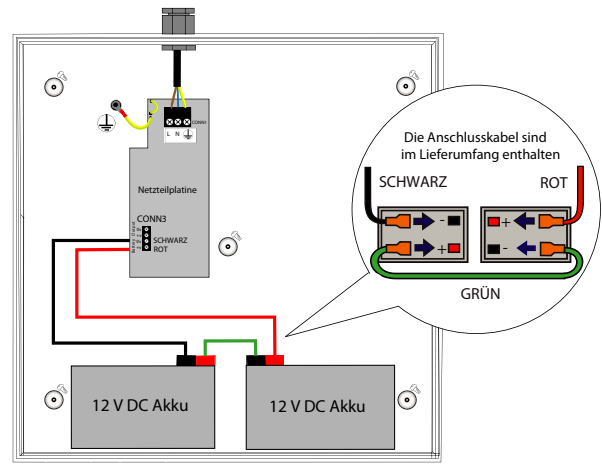 CONN1
L N
Netzteilplatine
CONN3
SCHWARZ
ROT
12 V DC Akku
12 V DC Akku
Die Anschlusskabel sind
im Lieferumfang enthalten
SCHWARZ
ROT
- +
+ -
GRÜN